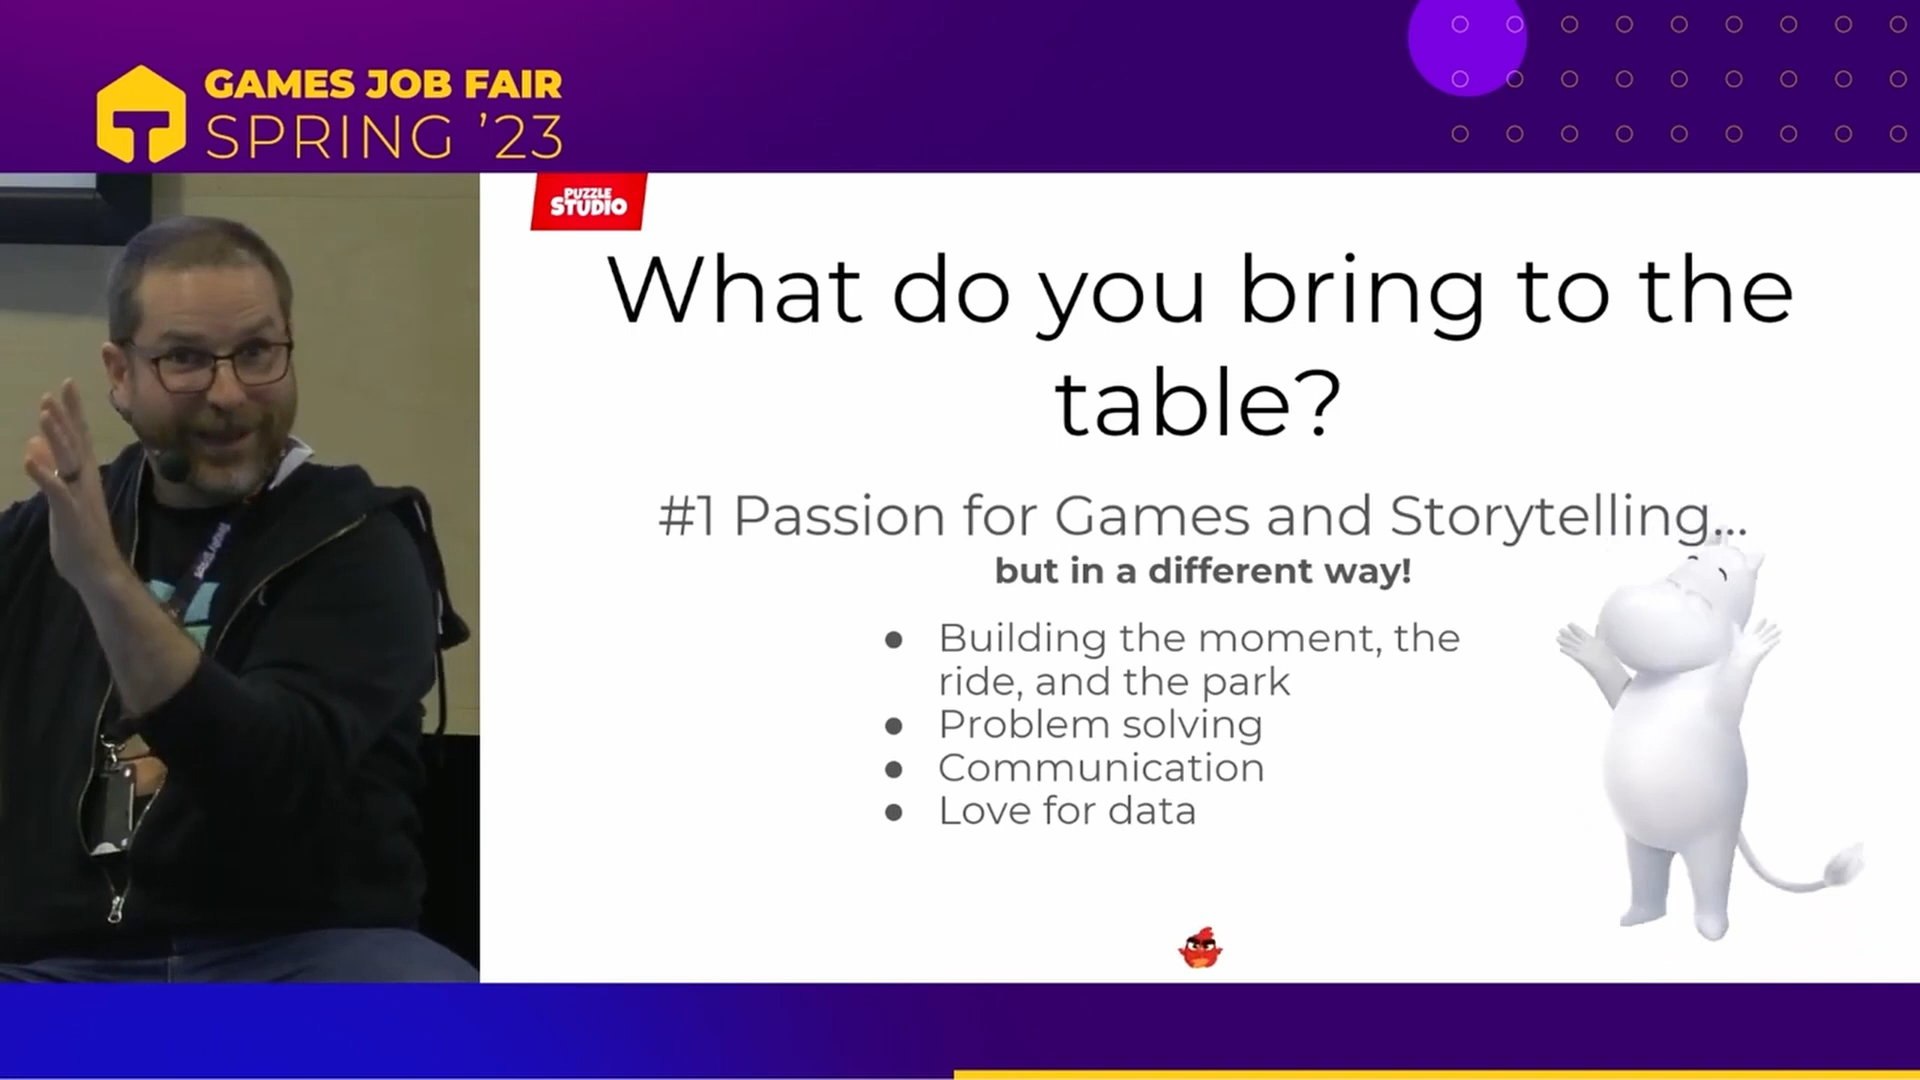 GAMES JOB FAIR
SPRING ’23
PUZZLE
STUDIO
What do you bring to the
table?
#1 Passion for Games and Storytelling...
but in a different way!
● Building the moment, the
ride, and the park
● Problem solving
● Communication
● Love for data